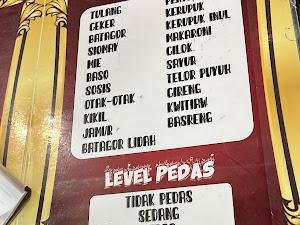 TULANG
CEKER
BATAGOR
SIOMAY
MIE
BASO
SOSIS
OTAK-OTAK
KIKIL
JAMUR
BATAGOR LIDAH
KERUPUK
KERUPUK INUL
MAKARONI
CILOK
SAYUR
TELOR PUYUH
CIRENG
KWITIAW
BASRENG
LEVEL PEDAS
TIDAK PEDAS
SEDANG